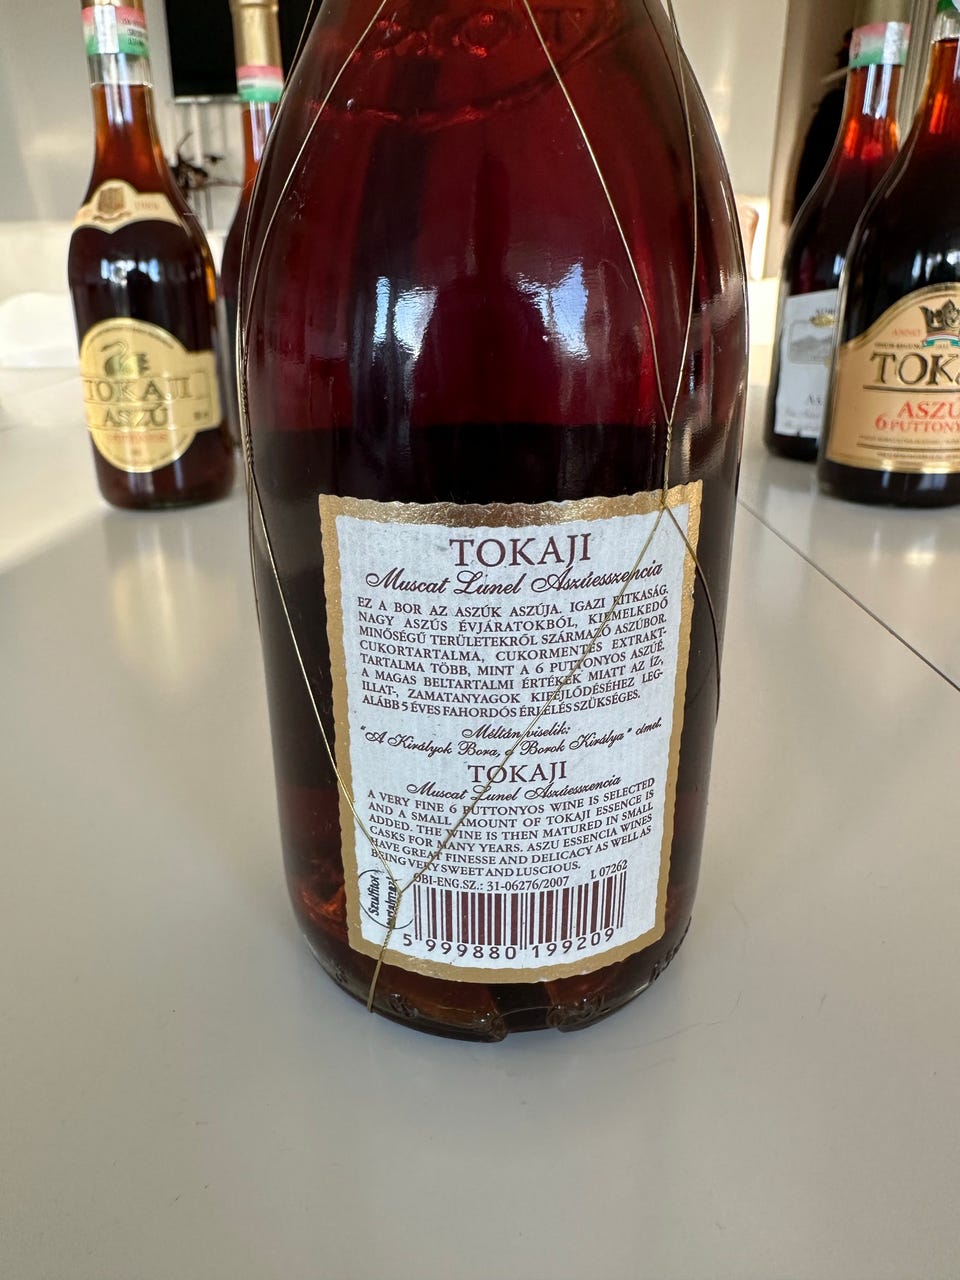 TOKAJI
Muscat Lunel Aszúesszencia
EZ A BOR AZ ASZÚK ASZÚJA. IGAZI RITKASÁG.
NAGY ASZÚS ÉVJÁRATOKBÓL, KIEMELKEDŐ
MINŐSÉGŰ TERÜLETEKRŐL SZÁRMAZÓ ASZÚBOR.
CUKORTARTALMA, CUKORMENTES EXTRAKT-
TARTALMA TÖBB, MINT A 6 PUTTONYOS ASZÚÉ.
A MAGAS BELTARTALMI ÉRTÉKEK MIATT AZ ÍZ,
ILLAT-, ZAMATANYAGOK KIFEJLŐDÉSÉHEZ LEG-
ALÁBB 5 ÉVES FAHORDÓS ÉRLELÉS SZÜKSÉGES.
Méltán viselik:
"A Királyok Bora, a Borok Királya" címet.
TOKAJI
Muscat Lunel Aszúesszencia
A VERY FINE 6 PUTTONYOS WINE IS SELECTED
AND A SMALL AMOUNT OF TOKAJI ESSENCE IS
ADDED. THE WINE IS THEN MATURED IN SMALL
CASKS FOR MANY YEARS. ASZU ESSENCIA WINES
HAVE GREAT FINESSE AND DELICACY AS WELL AS
BEING VERY SWEET AND LUSCIOUS.
OBI-ENG.SZ.: 31-06276/2007 L 07262
Szulfitot
tartalmaz
5 999880 199209
TOKAJI
ASZÚ
ANNO
TOKA
ASZÚ
6 PUTTONY